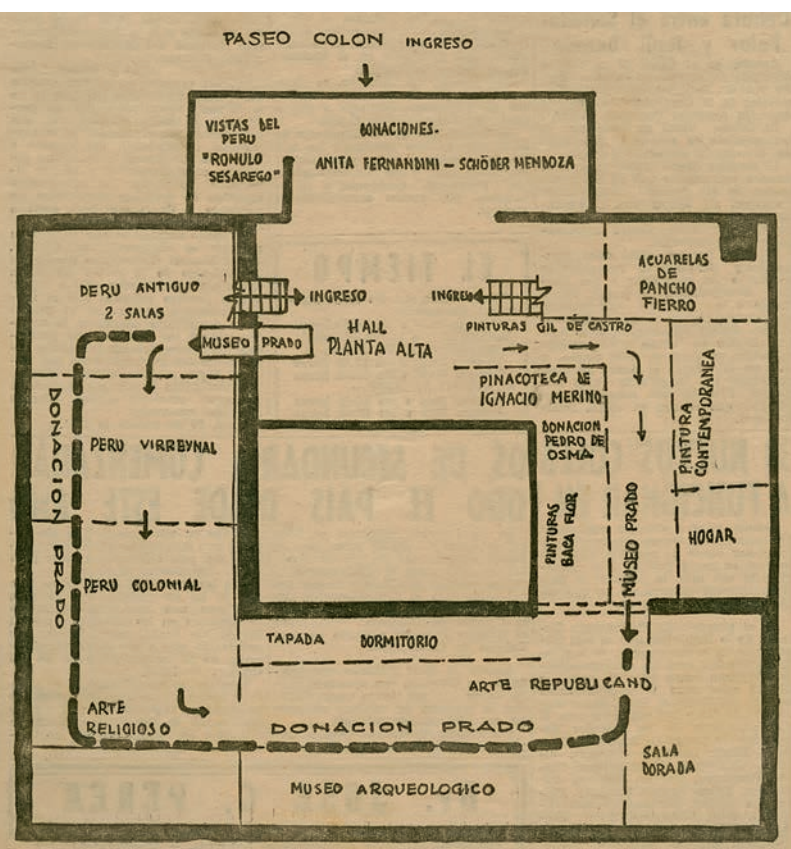 PASEO COLON INGRESO
VISTAS DEL
PERU
"ROMULO
SESAREGO"
DONACIONES.
ANITA FERNANDINI – SCHÖDER MENDOZA
PERU ANTIGUO
2 SALAS
INGRESO
INGRESO
HALL
PLANTA ALTA
MUSEO PRADO
ACUARELAS
DE
PANCHO
FIERRO
PINTURAS GIL DE CASTRO
PINACOTECA DE
IGNACIO MERINO
DONACION
PEDRO DE
OSMA
PINTURAS
BACA FLOR
MUSEO PRADO
PINTURA
CONTEMPORANEA
HOGAR
DONACION PRADO
PERU VIRREYNAL
PERU COLONIAL
TAPADA DORMITORIO
ARTE REPUBLICANO
ARTE
RELIGIOSO
DONACION PRADO
SALA
DORADA
MUSEO ARQUEOLOGICO